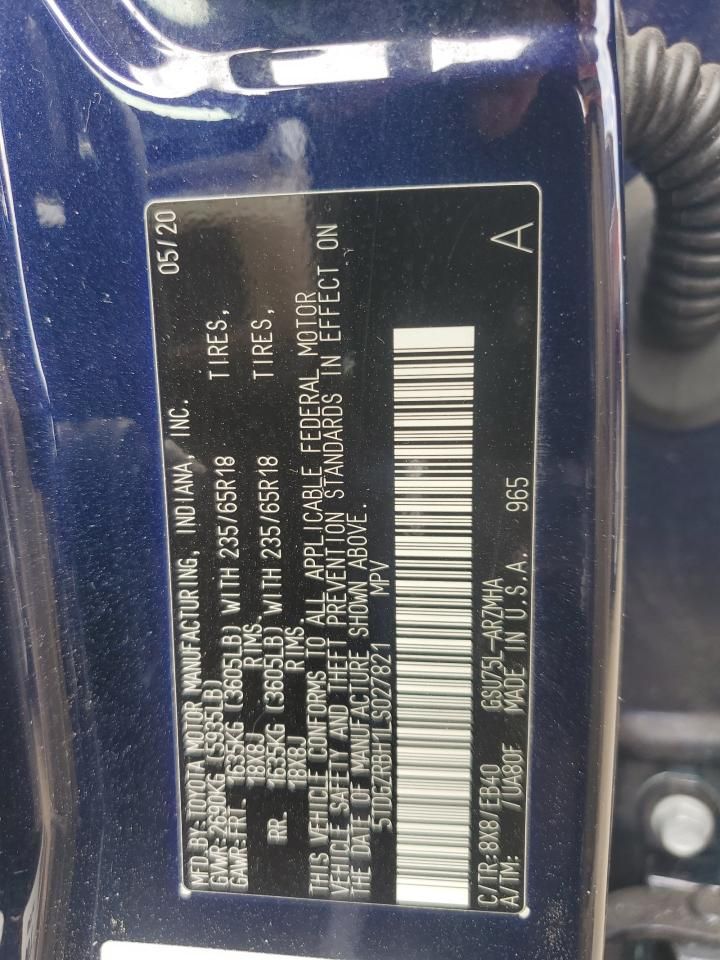 MFD.BY:TOYOTA MOTOR MANUFACTURING, INDIANA, INC. 05/20
GVWR:2690KG (5995LB)
GAWR:FRT. 1635KG (3605LB) WITH 235/65R18 TIRES,
18X8J RIMS.
RR. 1635KG (3605LB) WITH 235/65R18 TIRES,
18X8J RIMS.
THIS VEHICLE CONFORMS TO ALL APPLICABLE FEDERAL MOTOR
VEHICLE SAFETY AND THEFT PREVENTION STANDARDS IN EFFECT ON
THE DATE OF MANUFACTURE SHOWN ABOVE.
5TDGZRBH1LS027821 MPV
C/TR:8X8/EB40 GSU75L-ARZMHA 965 A
A/TM: /UA80F MADE IN U.S.A.